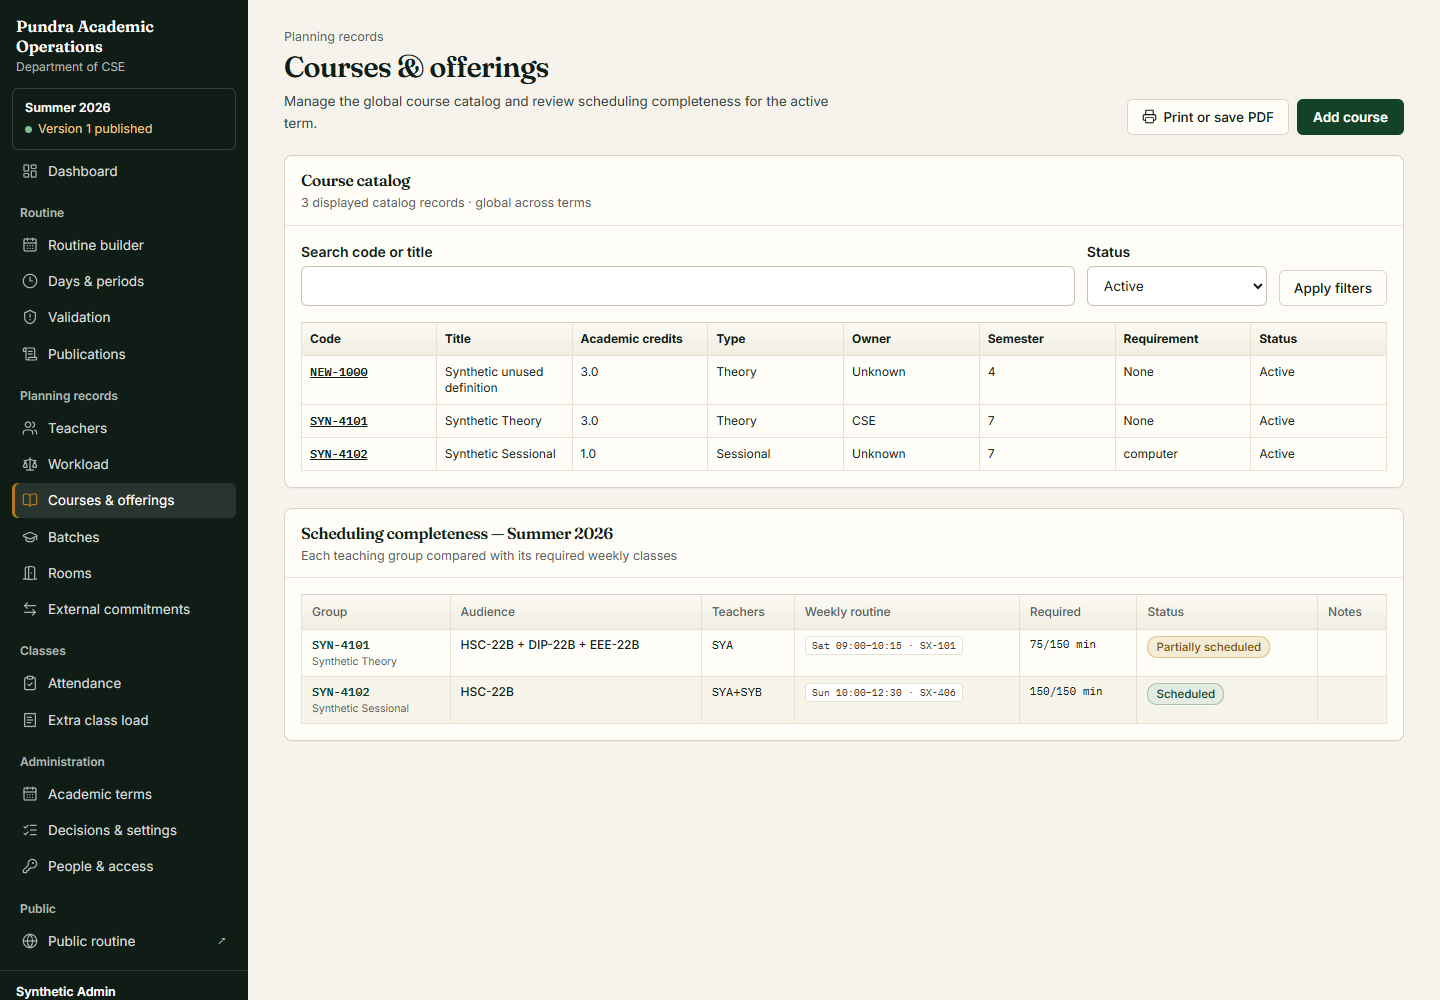 Pundra Academic
Operations
Department of CSE
Summer 2026
Version 1 published
Dashboard
Routine
Routine builder
Days & periods
Validation
Publications
Planning records
Teachers
Workload
Courses & offerings
Batches
Rooms
External commitments
Classes
Attendance
Extra class load
Administration
Academic terms
Decisions & settings
People & access
Public
Public routine ↗
Synthetic Admin
Planning records
Courses & offerings
Manage the global course catalog and review scheduling completeness for the active
term.
Print or save PDF
Add course
Course catalog
3 displayed catalog records · global across terms
Search code or title
Status
Active
Apply filters
Code Title Academic credits Type Owner Semester Requirement Status
NEW-1000 Synthetic unused definition 3.0 Theory Unknown 4 None Active
SYN-4101 Synthetic Theory 3.0 Theory CSE 7 None Active
SYN-4102 Synthetic Sessional 1.0 Sessional Unknown 7 computer Active
Scheduling completeness — Summer 2026
Each teaching group compared with its required weekly classes
Group Audience Teachers Weekly routine Required Status Notes
SYN-4101 HSC-22B + DIP-22B + EEE-22B SYA Sat 09:00–10:15 · SX-101 75/150 min Partially scheduled
Synthetic Theory
SYN-4102 HSC-22B SYA+SYB Sun 10:00–12:30 · SX-406 150/150 min Scheduled
Synthetic Sessional